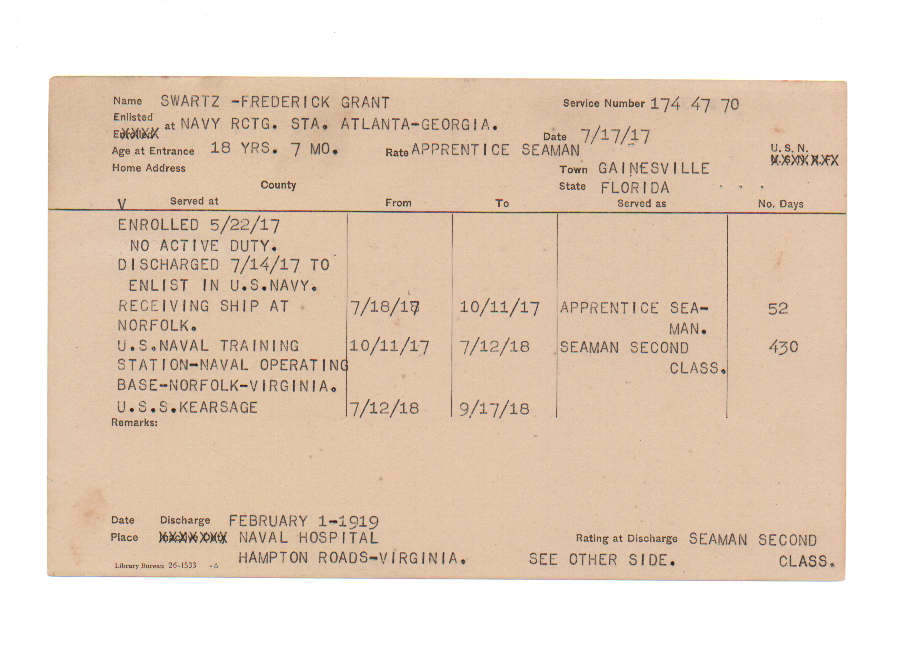 Name SWARTZ -FREDERICK GRANT Service Number 174 47 70
Enlisted
at NAVY RCTG. STA. ATLANTA-GEORGIA. Date 7/17/17
Age at Entrance 18 YRS. 7 MO. Rate APPRENTICE SEAMAN U.S.N.
Home Address Town GAINESVILLE
County State FLORIDA
V Served at From To Served as No. Days
ENROLLED 5/22/17
NO ACTIVE DUTY.
DISCHARGED 7/14/17 TO
ENLIST IN U.S.NAVY.
RECEIVING SHIP AT 7/18/17 10/11/17 APPRENTICE SEA- 52
NORFOLK. MAN.
U.S.NAVAL TRAINING 10/11/17 7/12/18 SEAMAN SECOND 430
STATION-NAVAL OPERATING CLASS.
BASE-NORFOLK-VIRGINIA.
U.S.S.KEARSAGE 7/12/18 9/17/18
Remarks:
Date Discharge FEBRUARY 1-1919
Place NAVAL HOSPITAL Rating at Discharge SEAMAN SECOND
HAMPTON ROADS-VIRGINIA. SEE OTHER SIDE. CLASS.
Library Bureau 26-1533